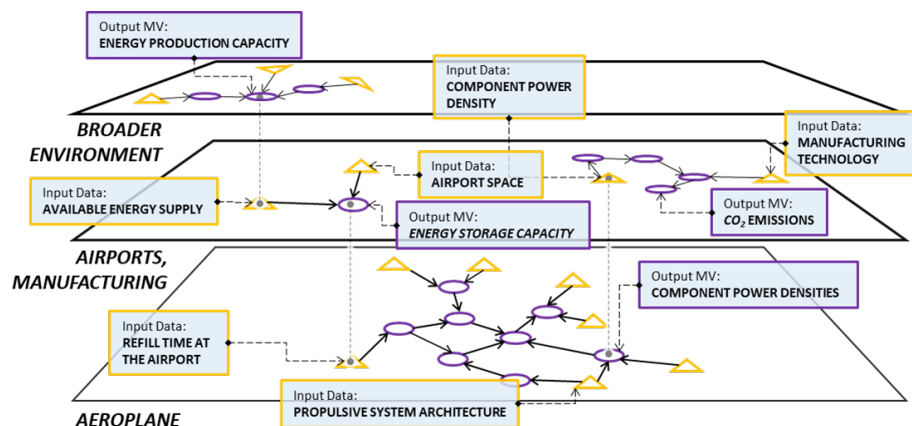 Output MV:
ENERGY PRODUCTION CAPACITY
Input Data:
COMPONENT POWER
DENSITY
BROADER
ENVIRONMENT
Input Data:
MANUFACTURING
TECHNOLOGY
Input Data:
AIRPORT SPACE
Input Data:
AVAILABLE ENERGY SUPPLY
Output MV:
ENERGY STORAGE CAPACITY
Output MV:
CO₂ EMISSIONS
AIRPORTS,
MANUFACTURING
Output MV:
COMPONENT POWER DENSITIES
Input Data:
REFILL TIME AT
THE AIRPORT
Input Data:
PROPULSIVE SYSTEM ARCHITECTURE
AEROPLANE